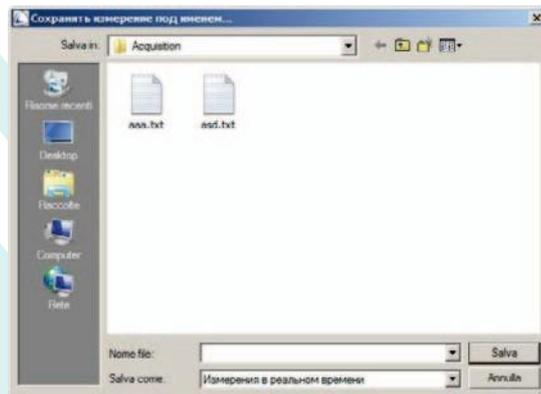 Сохранять измерение под именем...
Salva in: Acquisition
Risorse recenti
Desktop
Raccolte
Computer
Rete
aaa.txt asd.txt
Nome file: Salva
Salva come: Измерения в реальном времени Annulla